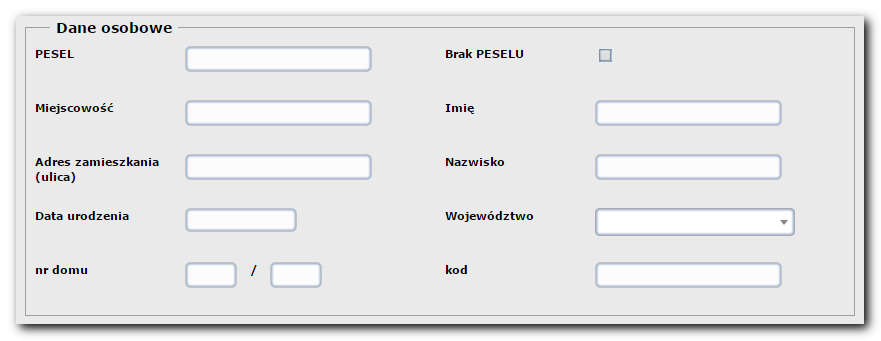 Dane osobowe
PESEL
Brak PESELU
Miejscowość
Imię
Adres zamieszkania
(ulica)
Nazwisko
Data urodzenia
Województwo
nr domu
/
kod